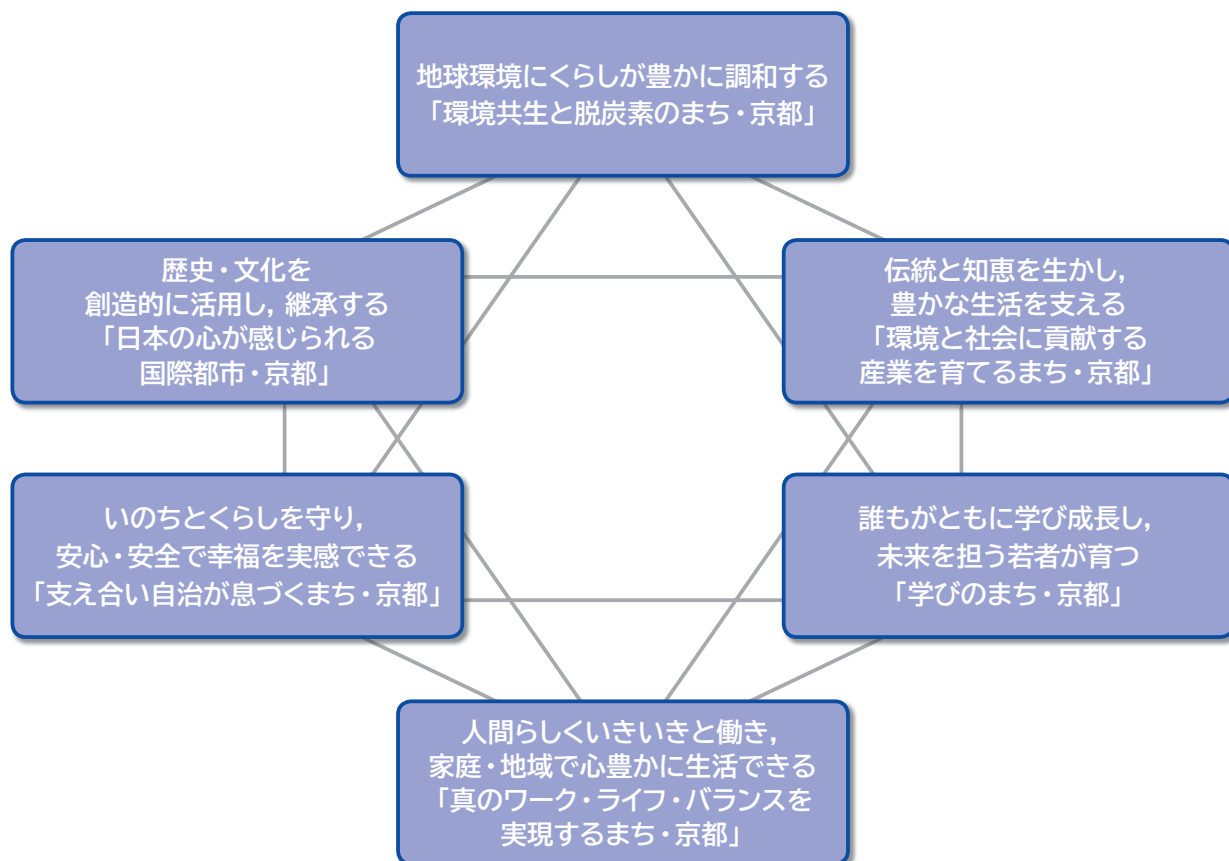 地球環境にくらしが豊かに調和する
「環境共生と脱炭素のまち・京都」
歴史・文化を
創造的に活用し,継承する
「日本の心が感じられる
国際都市・京都」
伝統と知恵を生かし,
豊かな生活を支える
「環境と社会に貢献する
産業を育てるまち・京都」
いのちとくらしを守り,
安心・安全で幸福を実感できる
「支え合い自治が息づくまち・京都」
誰もがともに学び成長し,
未来を担う若者が育つ
「学びのまち・京都」
人間らしくいきいきと働き,
家庭・地域で心豊かに生活できる
「真のワーク・ライフ・バランスを
実現するまち・京都」